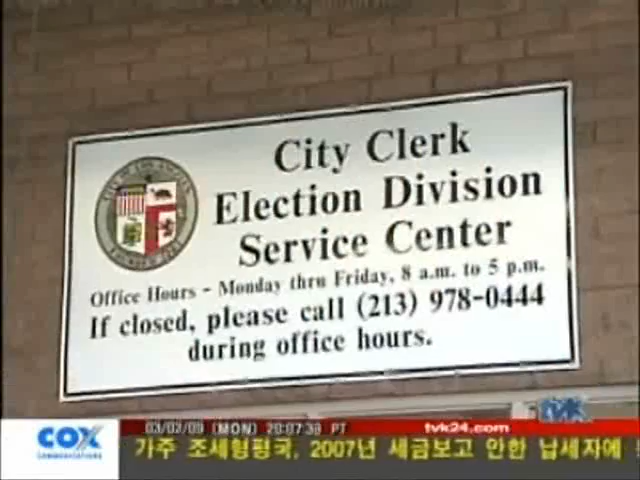 City Clerk
Election Division
Service Center
Office Hours - Monday thru Friday, 8 a.m. to 5 p.m.
If closed, please call (213) 978-0444
during office hours.
tvk
03/02/09 (MON) 20:07:38 PT tvk24.com
COX
COMMUNICATIONS
가주 조세형평국, 2007년 세금보고 안한 납세자에